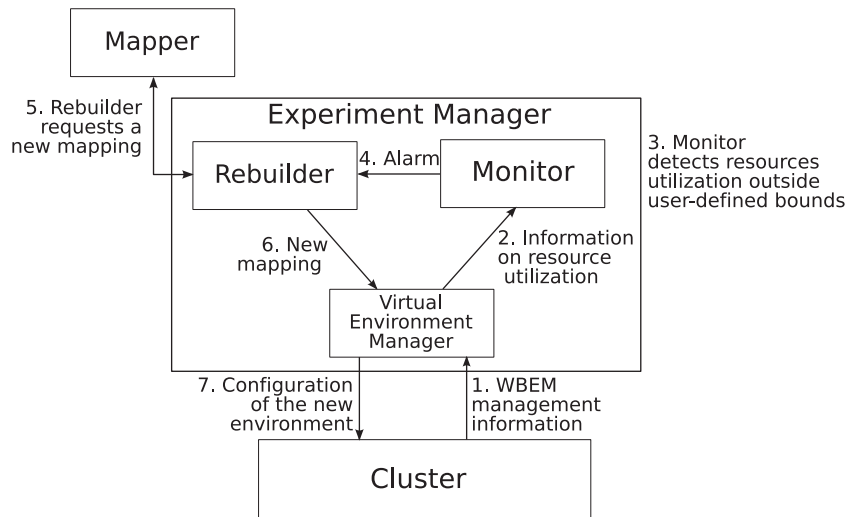 Mapper
5. Rebuilder
requests a
new mapping
Experiment Manager
Rebuilder
4. Alarm
Monitor
3. Monitor
detects resources
utilization outside
user-defined bounds
6. New
mapping
2. Information
on resource
utilization
Virtual
Environment
Manager
7. Configuration
of the new
environment
1. WBEM
management
information
Cluster